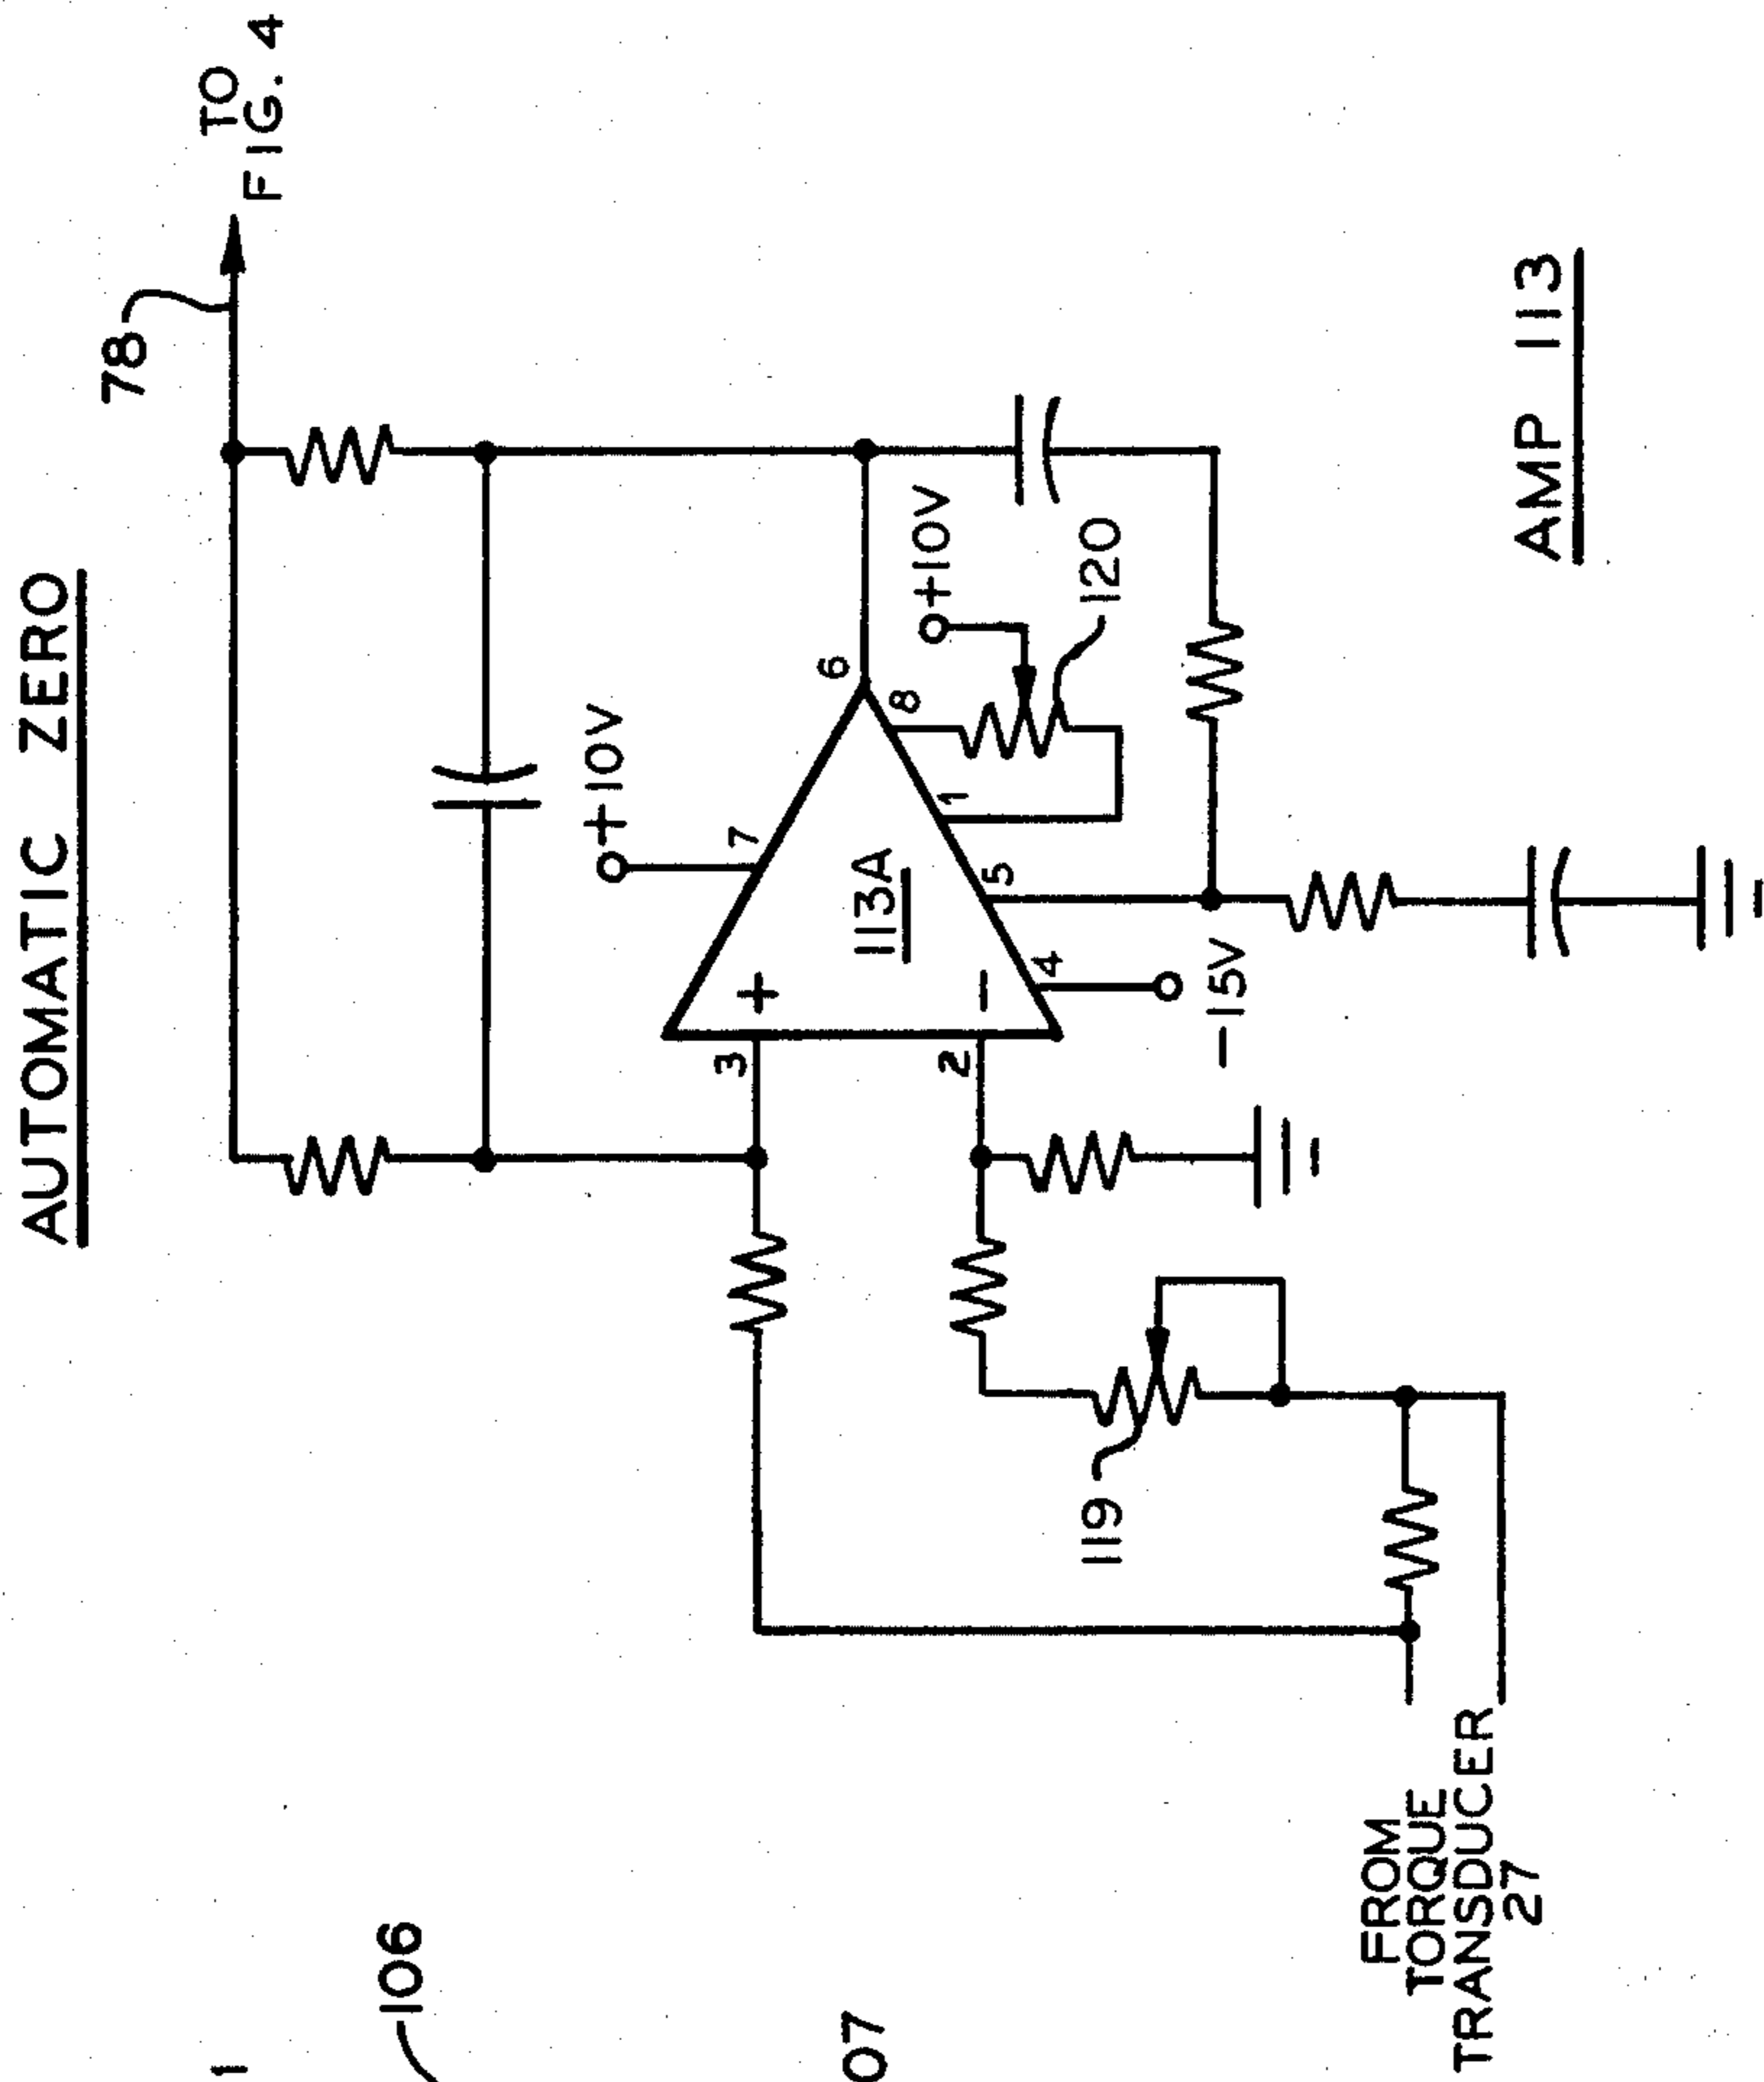 AUTOMATIC ZERO
TO
FIG. 4
78
+10V
7
6
+10V
8
120
1
3
+
113A
5
2
−
4
−15V
119
AMP 113
FROM
TORQUE
TRANSDUCER
27
1
106
07